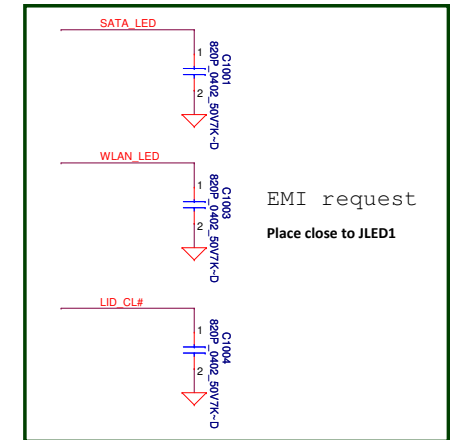 SATA_LED
1
C1001
820P_0402_50V7K~D
2
WLAN_LED
1
C1003
820P_0402_50V7K~D
2
EMI request
Place close to JLED1
LID_CL#
1
C1004
820P_0402_50V7K~D
2